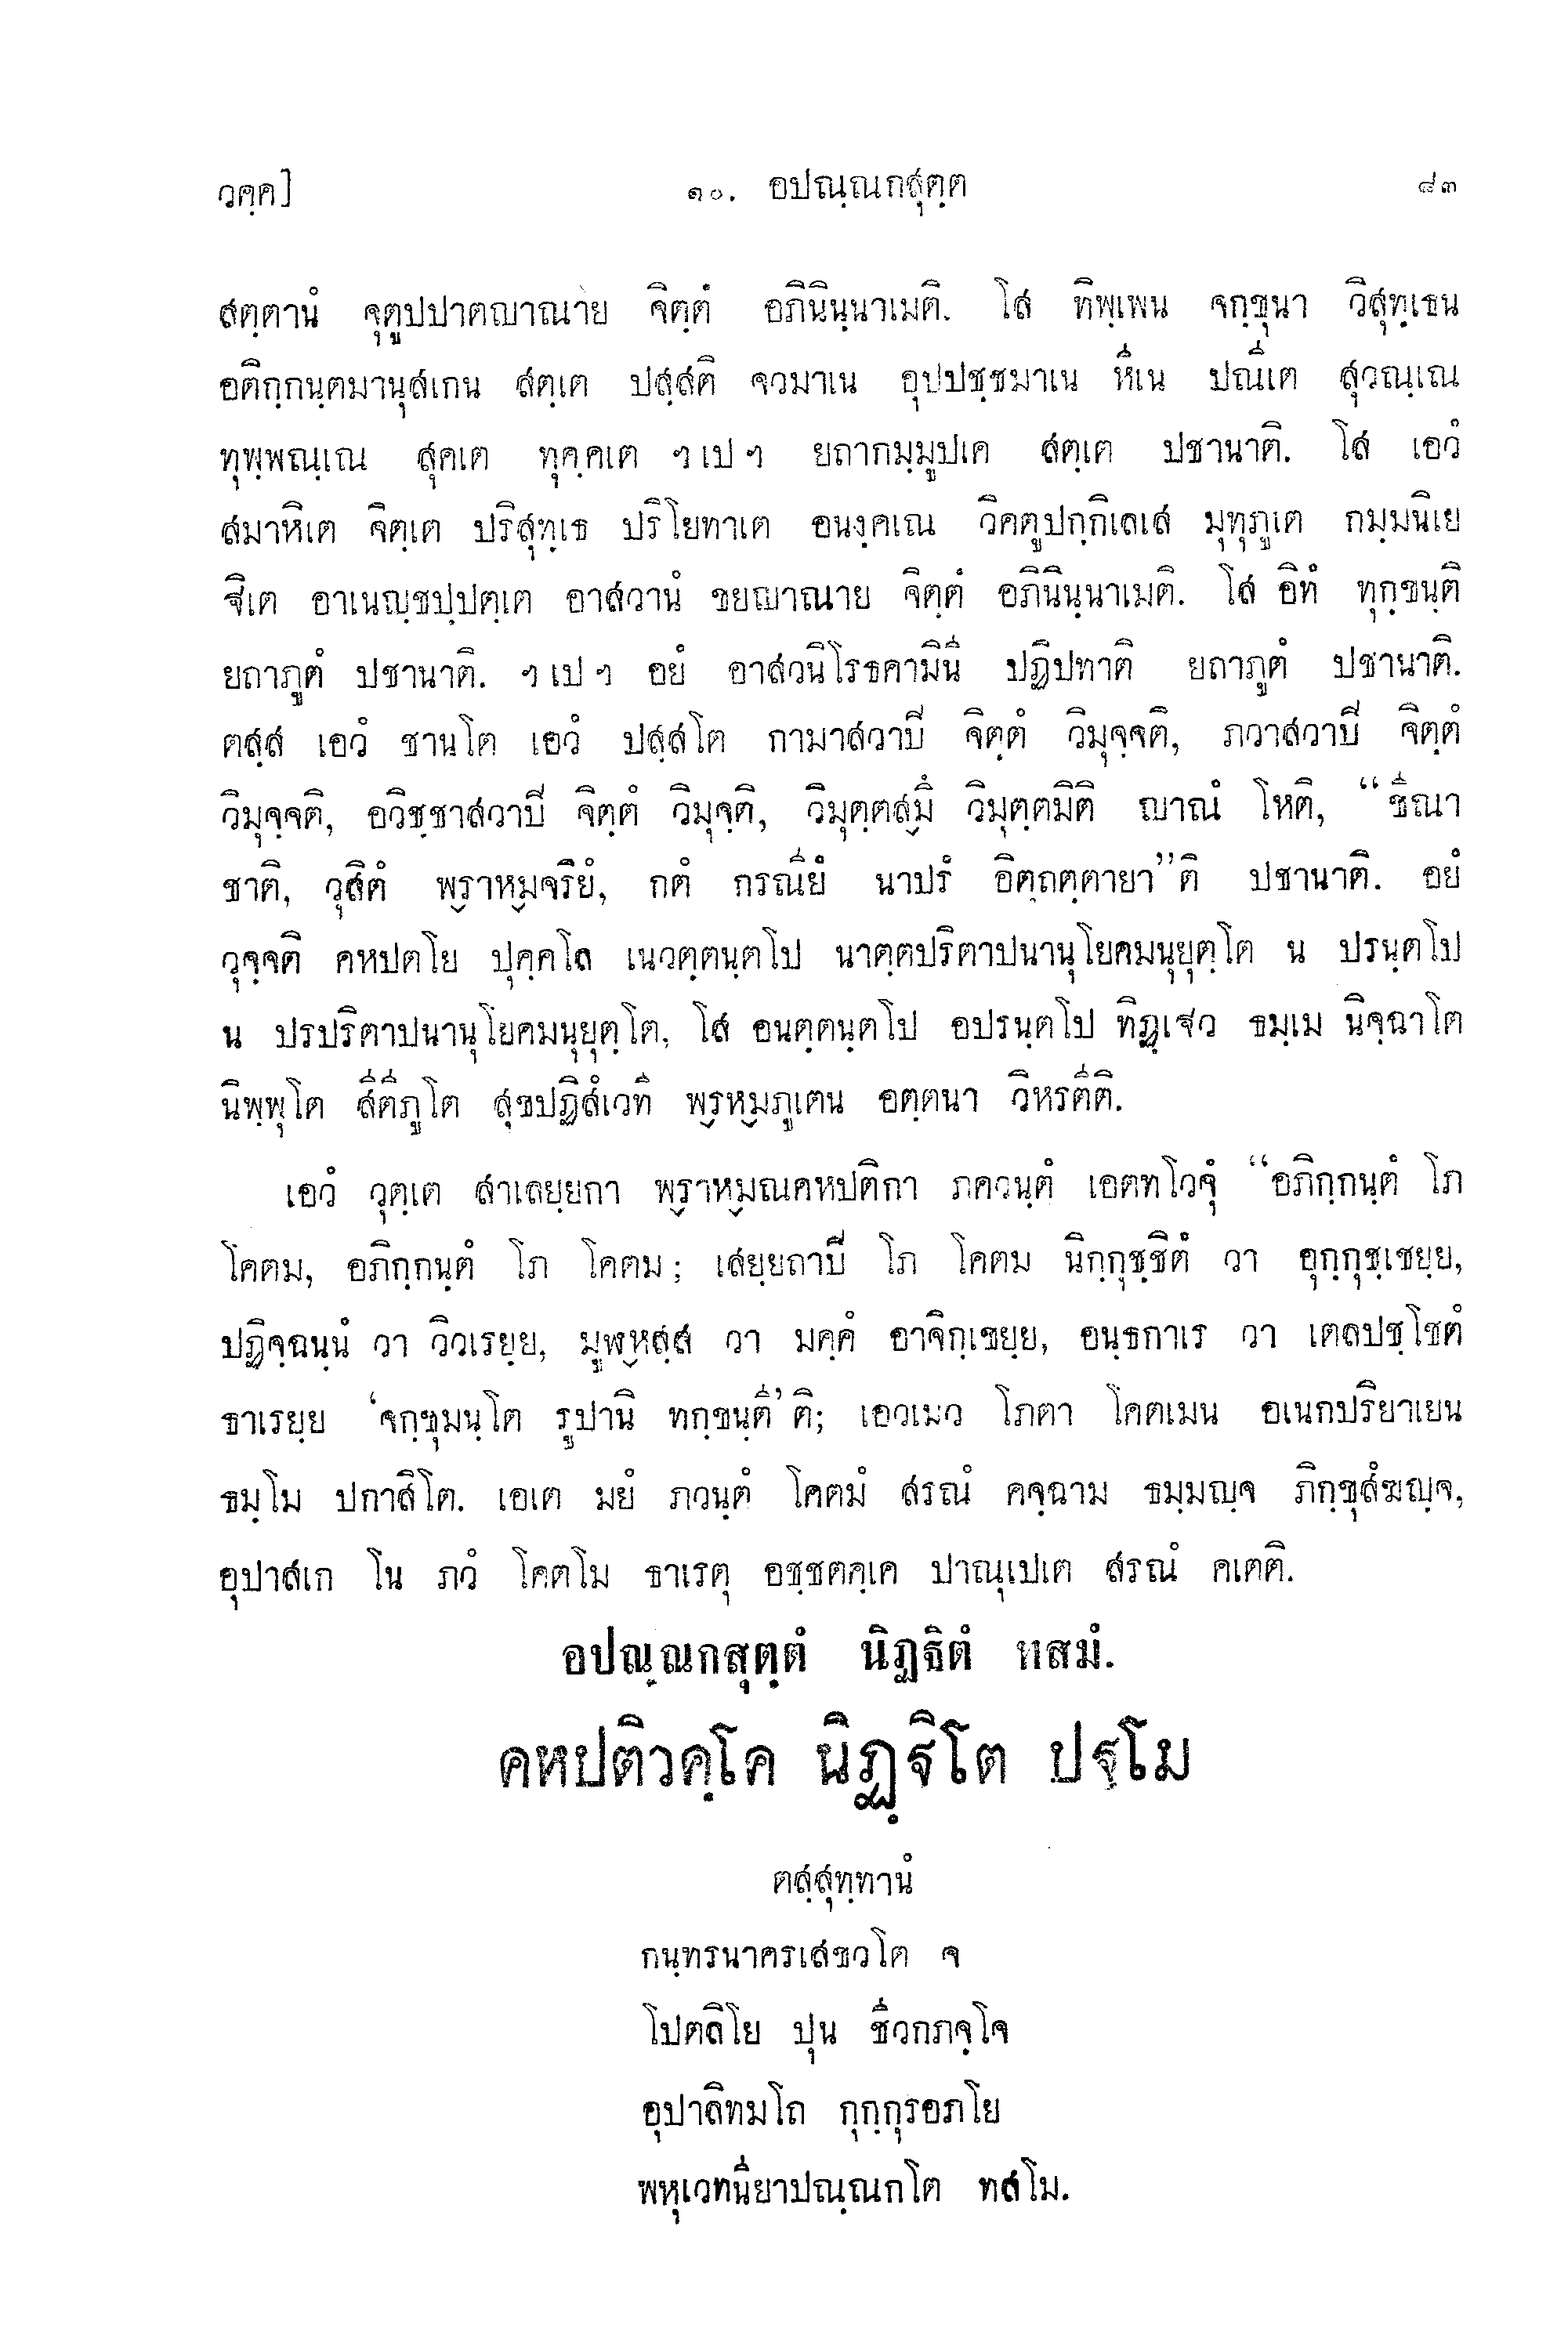 วคฺค] ๑๐. อปณฺณกสุตฺต ๘๓
สตฺตานํ จุตูปปาตญาณาย จิตฺตํ อภินินฺนาเมติ. โส ทิพฺเพน จกฺขุนา วิสุทฺเธน
อติกฺกนฺตมานุสเกน สตฺเต ปสฺสติ จวมาเน อุปปชฺชมาเน หีเน ปณีเต สุวณฺเณ
ทุพฺพณฺเณ สุคเต ทุคฺคเต ฯเปฯ ยถากมฺมูปเค สตฺเต ปชานาติ. โส เอวํ
สมาหิเต จิตฺเต ปริสุทฺเธ ปริโยทาเต อนงฺคเณ วิคตูปกฺกิเลเส มุทุภูเต กมฺมนิเย
ฐิเต อาเนญฺชปฺปตฺเต อาสวานํ ขยญาณาย จิตฺตํ อภินินฺนาเมติ. โส อิทํ ทุกฺขนฺติ
ยถาภูตํ ปชานาติ. ฯเปฯ อยํ อาสวนิโรธคามินี ปฏิปทาติ ยถาภูตํ ปชานาติ.
ตสฺส เอวํ ชานโต เอวํ ปสฺสโต กามาสวาปิ จิตฺตํ วิมุจฺจติ, ภวาสวาปิ จิตฺตํ
วิมุจฺจติ, อวิชฺชาสวาปิ จิตฺตํ วิมุจฺติ, วิมุตฺตสฺมิํ วิมุตฺตมิติ ญาณํ โหติ, “ขีณา
ชาติ, วุสิตํ พฺราหฺมจริยํ, กตํ กรณียํ นาปรํ อิตฺถตฺตายา”ติ ปชานาติ. อยํ
วุจฺจติ คหปตโย ปุคฺคโล เนวตฺตนฺตโป นาตฺตปริตาปนานุโยคมนุยุตฺโต น ปรนฺตโป
น ปรปริตาปนานุโยคมนุยุตฺโต, โส อนตฺตนฺตโป อปรนฺตโป ทิฏฺเฐว ธมฺเม นิจฺฉาโต
นิพฺพุโต สีตีภูโต สุขปฏิสํเวที พฺรหฺมภูเตน อตฺตนา วิหรตีติ.
เอวํ วุตฺเต สาเลยฺยกา พฺราหฺมณคหปติกา ภควนฺตํ เอตทโวจุํ “อภิกฺกนฺตํ โภ
โคตม, อภิกฺกนฺตํ โภ โคตม; เสยฺยถาปิ โภ โคตม นิกฺกุชฺชิตํ วา อุกฺกุชฺเชยฺย,
ปฏิจฺฉนฺนํ วา วิวเรยฺย, มูฬฺหสฺส วา มคฺคํ อาจิกฺเขยฺย, อนฺธกาเร วา เตลปชฺโชตํ
ธาเรยฺย ‘จกฺขุมนฺโต รูปานิ ทกฺขนฺตี’ติ; เอวเมว โภตา โคตเมน อเนกปริยาเยน
ธมฺโม ปกาสิโต. เอเต มยํ ภวนฺตํ โคตมํ สรณํ คจฺฉาม ธมฺมญฺจ ภิกฺขุสํฆญฺจ,
อุปาสเก โน ภวํ โคตโม ธาเรตุ อชฺชตคฺเค ปาณุเปเต สรณํ คเตติ.
อปณฺณกสุตฺตํ นิฏฐิตํ ทสมํ.
คหปติวคฺโค นิฏฺฐิโต ปฐโม
ตสฺสุทฺทานํ
กนฺทรนาครเสขวโต จ
โปตลิโย ปุน ชีวกภจฺโจ
อุปาลิทมโถ กุกฺกุรอภโย
พหุเวทนียาปณฺณกโต ทสโม.